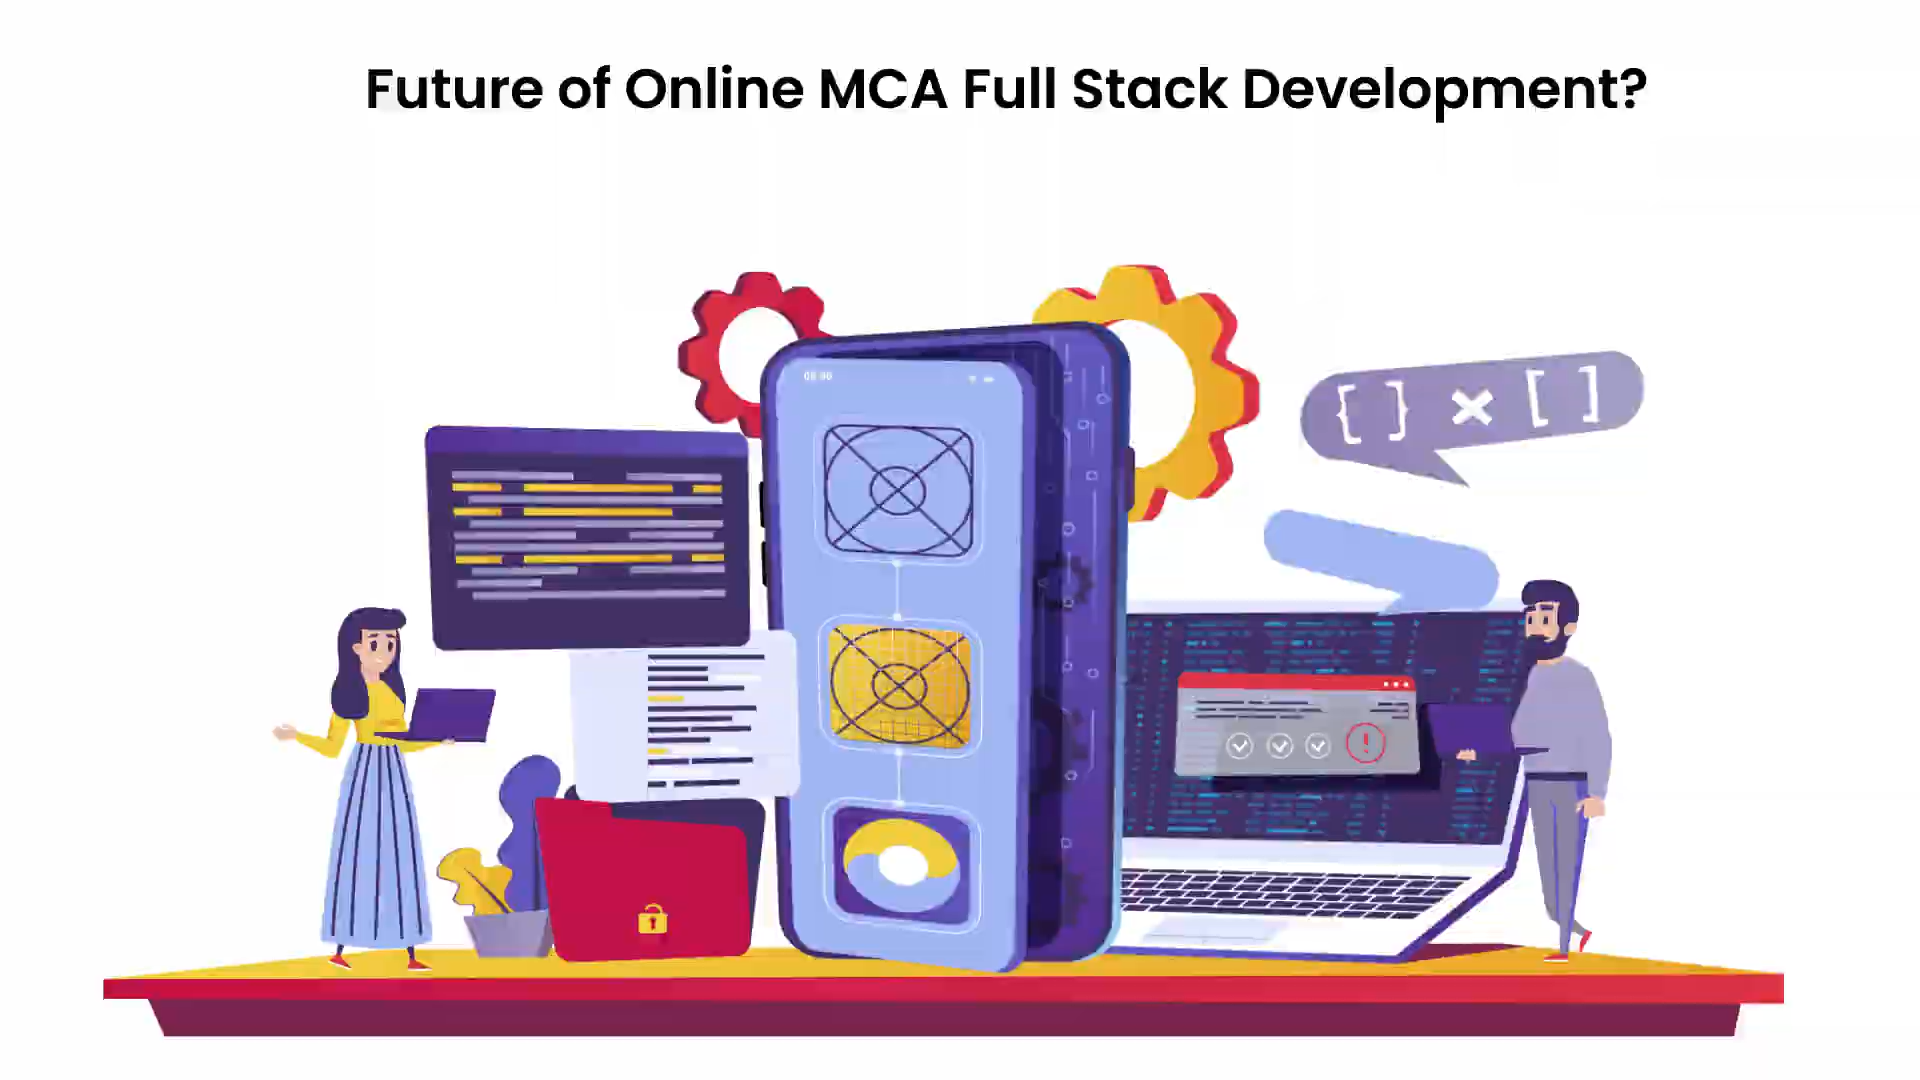 Future of Online MCA Full Stack Development?
{ } × [ ]